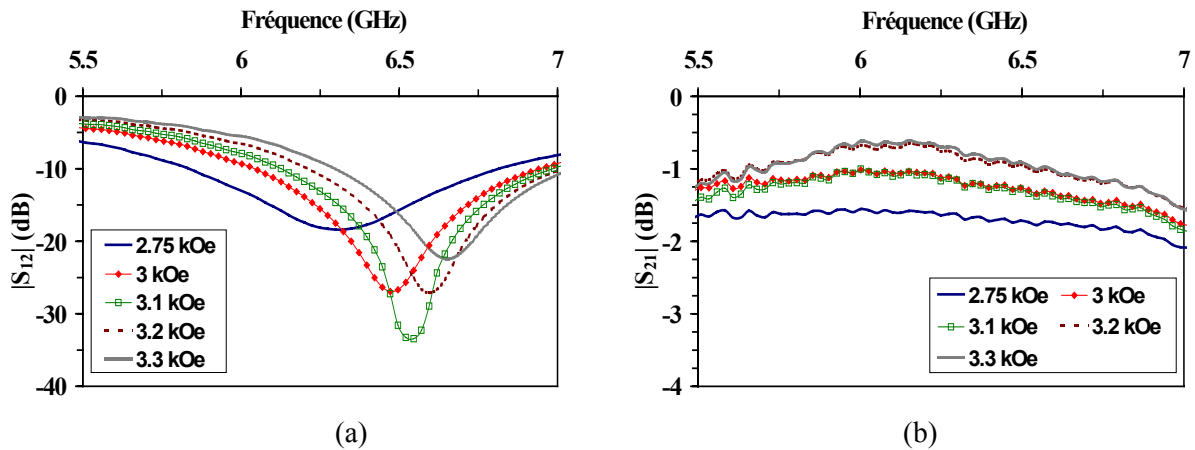 Fréquence (GHz)
5.5 6 6.5 7
0
-10
-20
-30
-40
|S12| (dB)
2.75 kOe
3 kOe
3.1 kOe
3.2 kOe
3.3 kOe
(a)
Fréquence (GHz)
5.5 6 6.5 7
0
-1
-2
-3
-4
|S21| (dB)
2.75 kOe 3 kOe
3.1 kOe 3.2 kOe
3.3 kOe
(b)